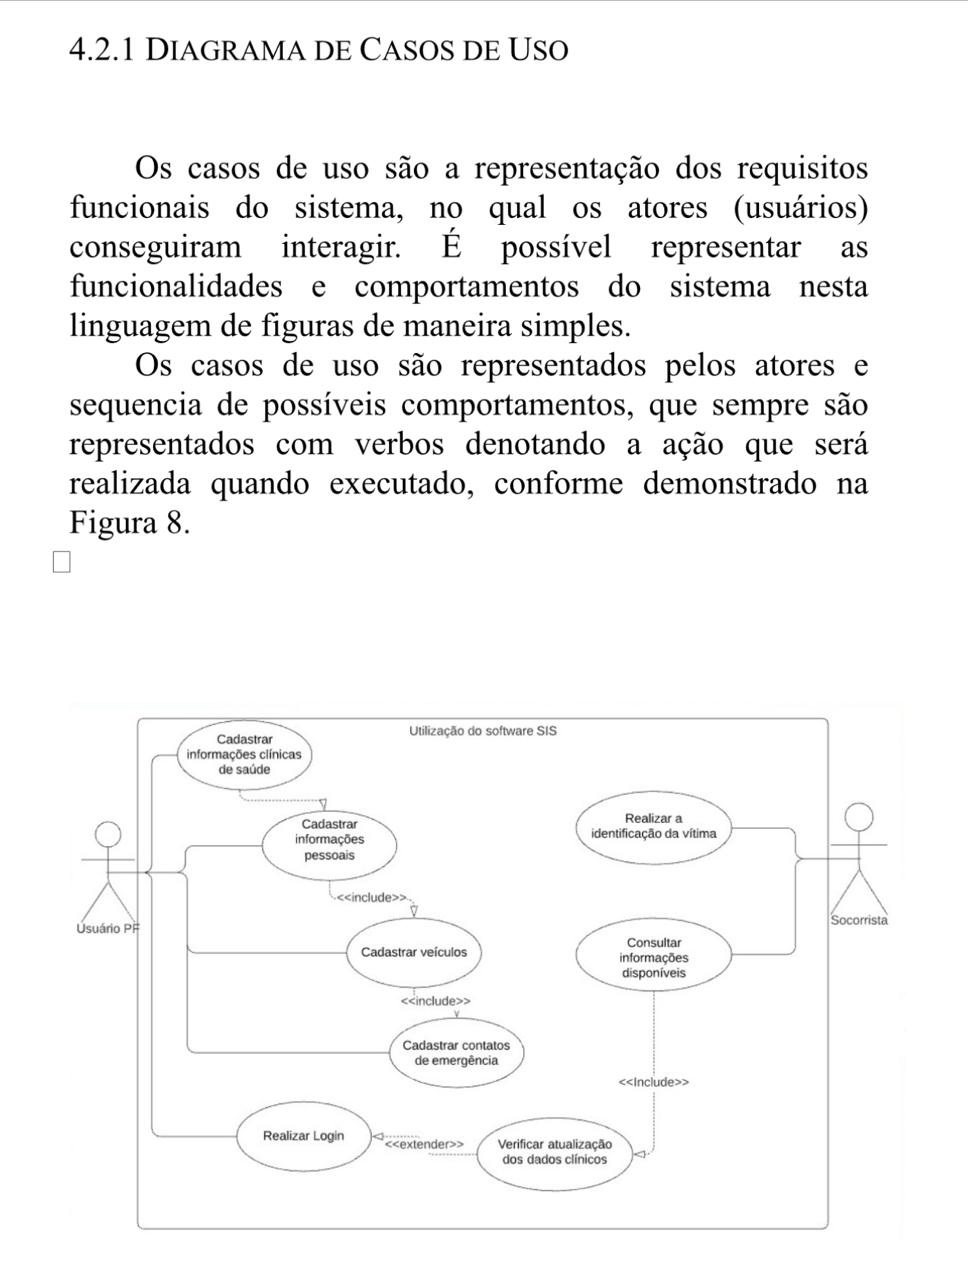 4.2.1 DIAGRAMA DE CASOS DE USO
Os casos de uso são a representação dos requisitos
funcionais do sistema, no qual os atores (usuários)
conseguiram interagir. É possível representar as
funcionalidades e comportamentos do sistema nesta
linguagem de figuras de maneira simples.
Os casos de uso são representados pelos atores e
sequencia de possíveis comportamentos, que sempre são
representados com verbos denotando a ação que será
realizada quando executado, conforme demonstrado na
Figura 8.
Utilização do software SIS
Cadastrar
informações clínicas
de saúde
Cadastrar
informações
pessoais
<<include>>
Cadastrar veículos
<<include>>
Cadastrar contatos
de emergência
Realizar Login
<<extender>>
Verificar atualização
dos dados clínicos
Usuário PF
Realizar a
identificação da vítima
Consultar
informações
disponíveis
<<Include>>
Socorrista